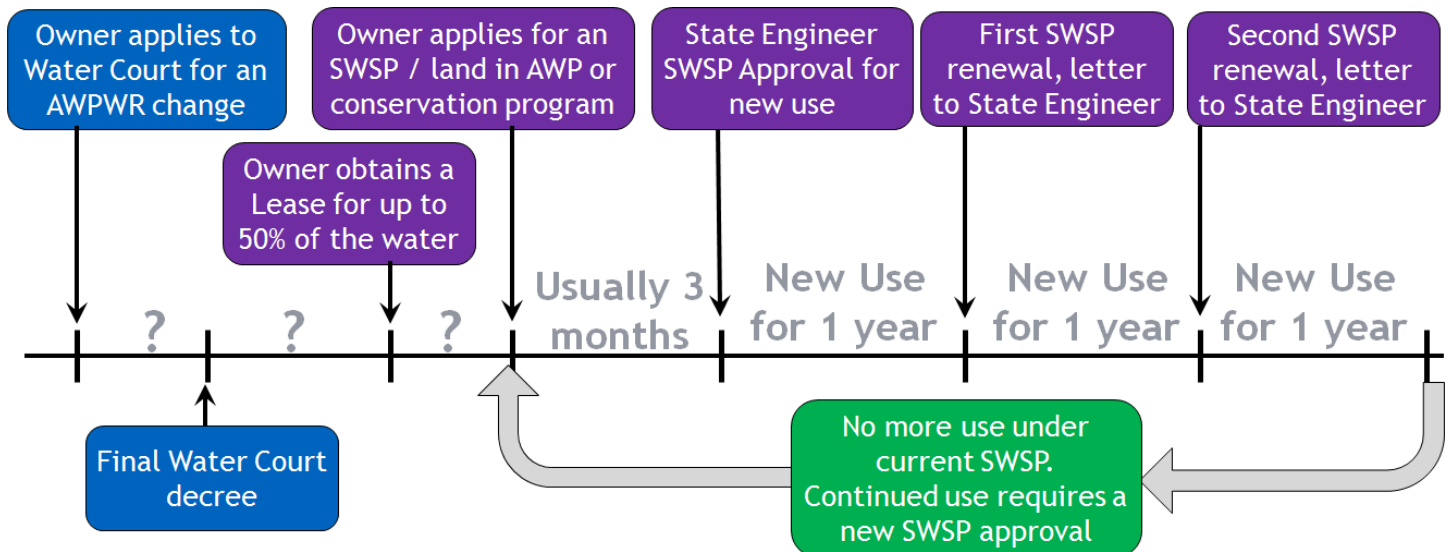 Owner applies to
Water Court for an
AWPWR change
Owner applies for an
SWSP / land in AWP or
conservation program
State Engineer
SWSP Approval for
new use
First SWSP
renewal, letter
to State Engineer
Second SWSP
renewal, letter
to State Engineer
Owner obtains a
Lease for up to
50% of the water
?
?
?
Usually 3
months
New Use
for 1 year
New Use
for 1 year
New Use
for 1 year
Final Water Court
decree
No more use under
current SWSP.
Continued use requires a
new SWSP approval